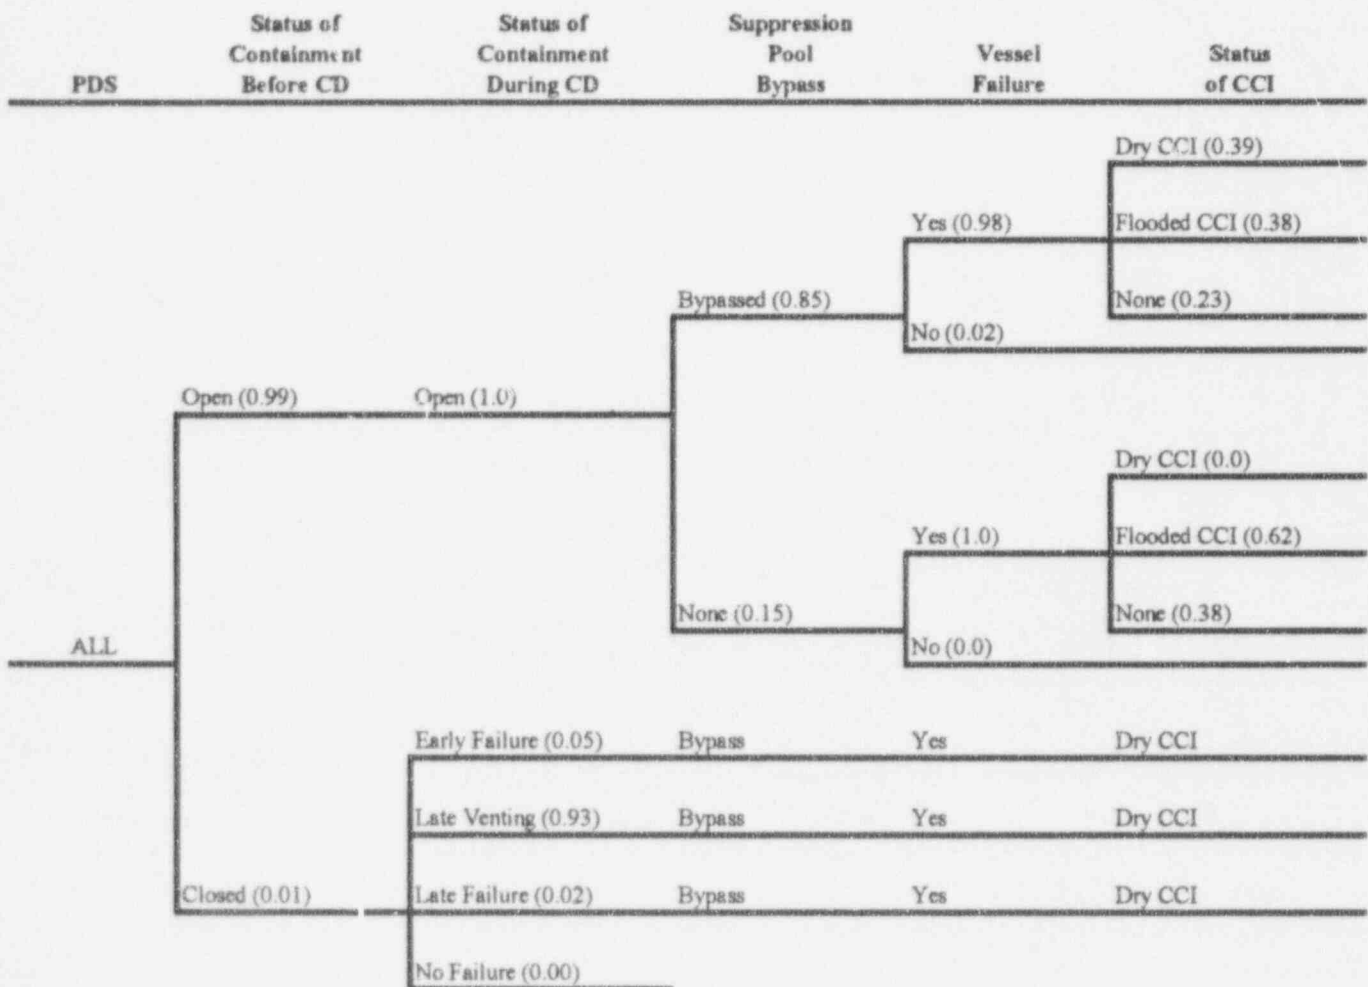 Status of
Containment
Before CD
Status of
Containment
During CD
Suppression
Pool
Bypass
Vessel
Failure
Status
of CCI
PDS
Dry CCI (0.39)
Yes (0.98)
Flooded CCI (0.38)
Bypassed (0.85)
None (0.23)
No (0.02)
Open (0.99)
Open (1.0)
Dry CCI (0.0)
Yes (1.0)
Flooded CCI (0.62)
None (0.15)
None (0.38)
ALL
No (0.0)
Early Failure (0.05)
Bypass
Yes
Dry CCI
Late Venting (0.93)
Bypass
Yes
Dry CCI
Closed (0.01)
Late Failure (0.02)
Bypass
Yes
Dry CCI
No Failure (0.00)